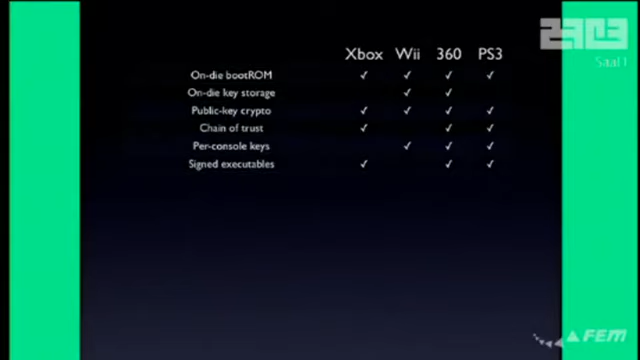 Xbox Wii 360 PS3
On-die bootROM ✓ ✓ ✓ ✓
On-die key storage ✓ ✓
Public-key crypto ✓ ✓ ✓ ✓
Chain of trust ✓ ✓ ✓
Per-console keys ✓ ✓ ✓
Signed executables ✓ ✓ ✓
Saal 1
FEM